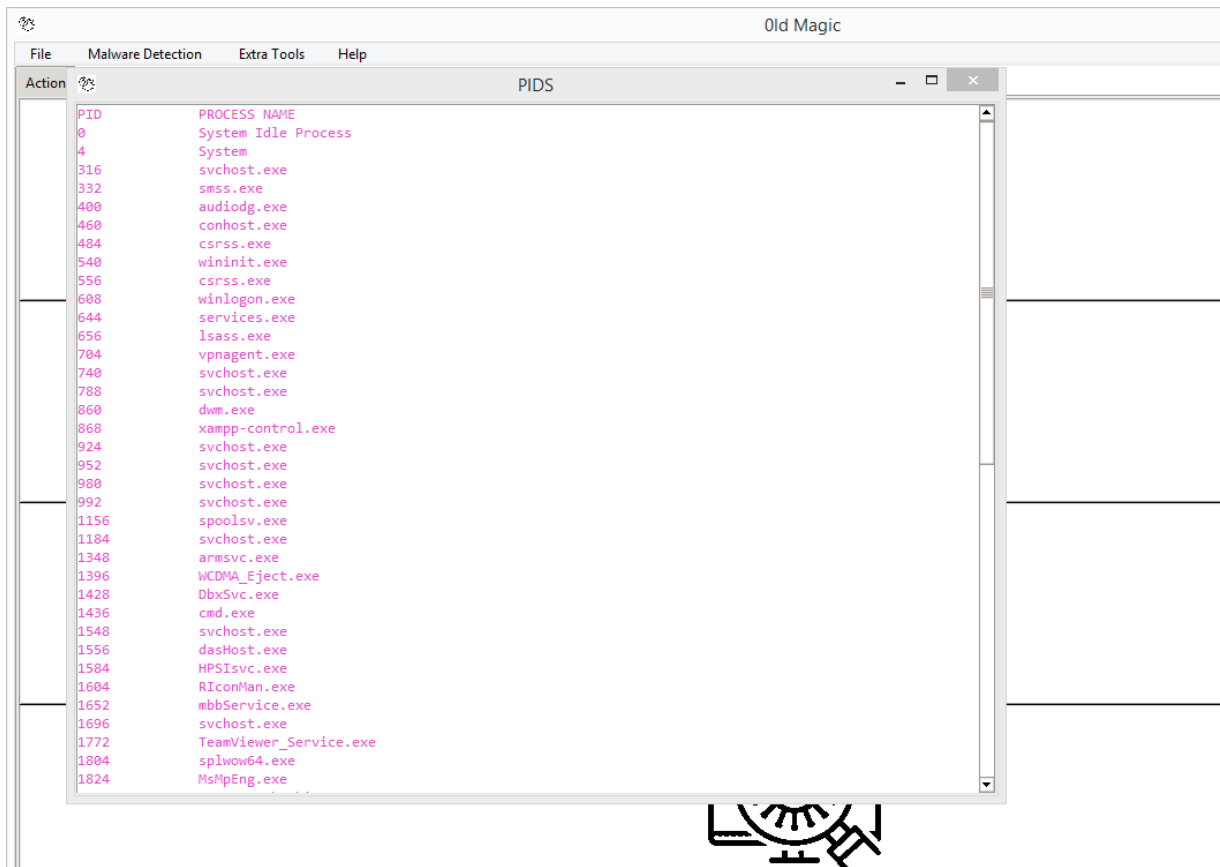 0ld Magic
File Malware Detection Extra Tools Help
Action
PIDS
PID PROCESS NAME
0 System Idle Process
4 System
316 svchost.exe
332 smss.exe
400 audiodg.exe
460 conhost.exe
484 csrss.exe
540 wininit.exe
556 csrss.exe
608 winlogon.exe
644 services.exe
656 lsass.exe
704 vpnagent.exe
740 svchost.exe
788 svchost.exe
860 dwm.exe
868 xampp-control.exe
924 svchost.exe
952 svchost.exe
980 svchost.exe
992 svchost.exe
1156 spoolsv.exe
1184 svchost.exe
1348 armsvc.exe
1396 WCDMA_Eject.exe
1428 DbxSvc.exe
1436 cmd.exe
1548 svchost.exe
1556 dasHost.exe
1584 HPSIsvc.exe
1604 RIconMan.exe
1652 mbbService.exe
1696 svchost.exe
1772 TeamViewer_Service.exe
1804 splwow64.exe
1824 MsMpEng.exe